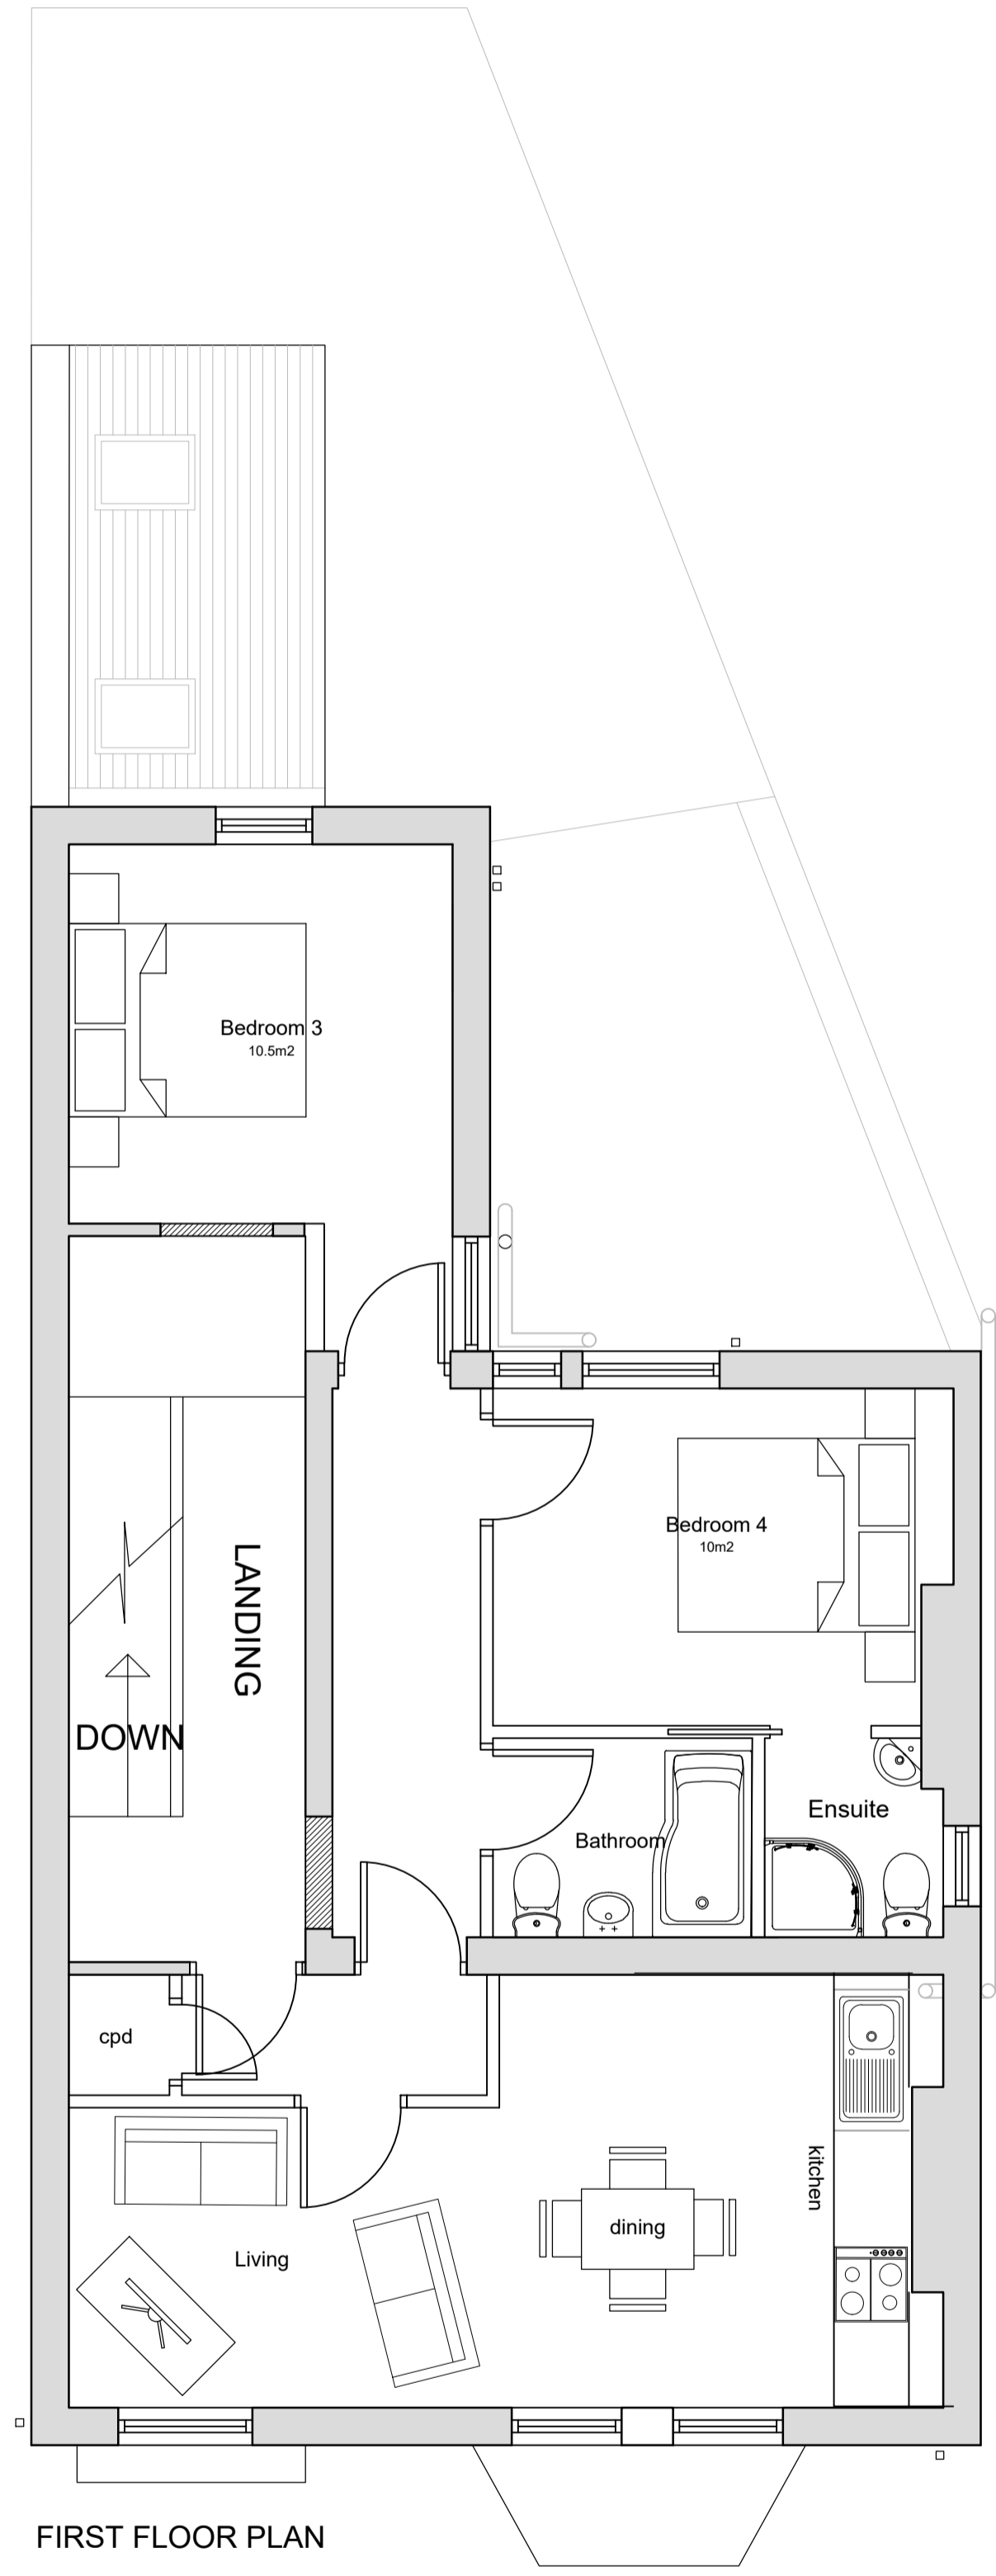 Bedroom 3
10.5m2
Bedroom 4
10m2
LANDING
DOWN
Ensuite
Bathroom
cpd
kitchen
dining
Living
FIRST FLOOR PLAN